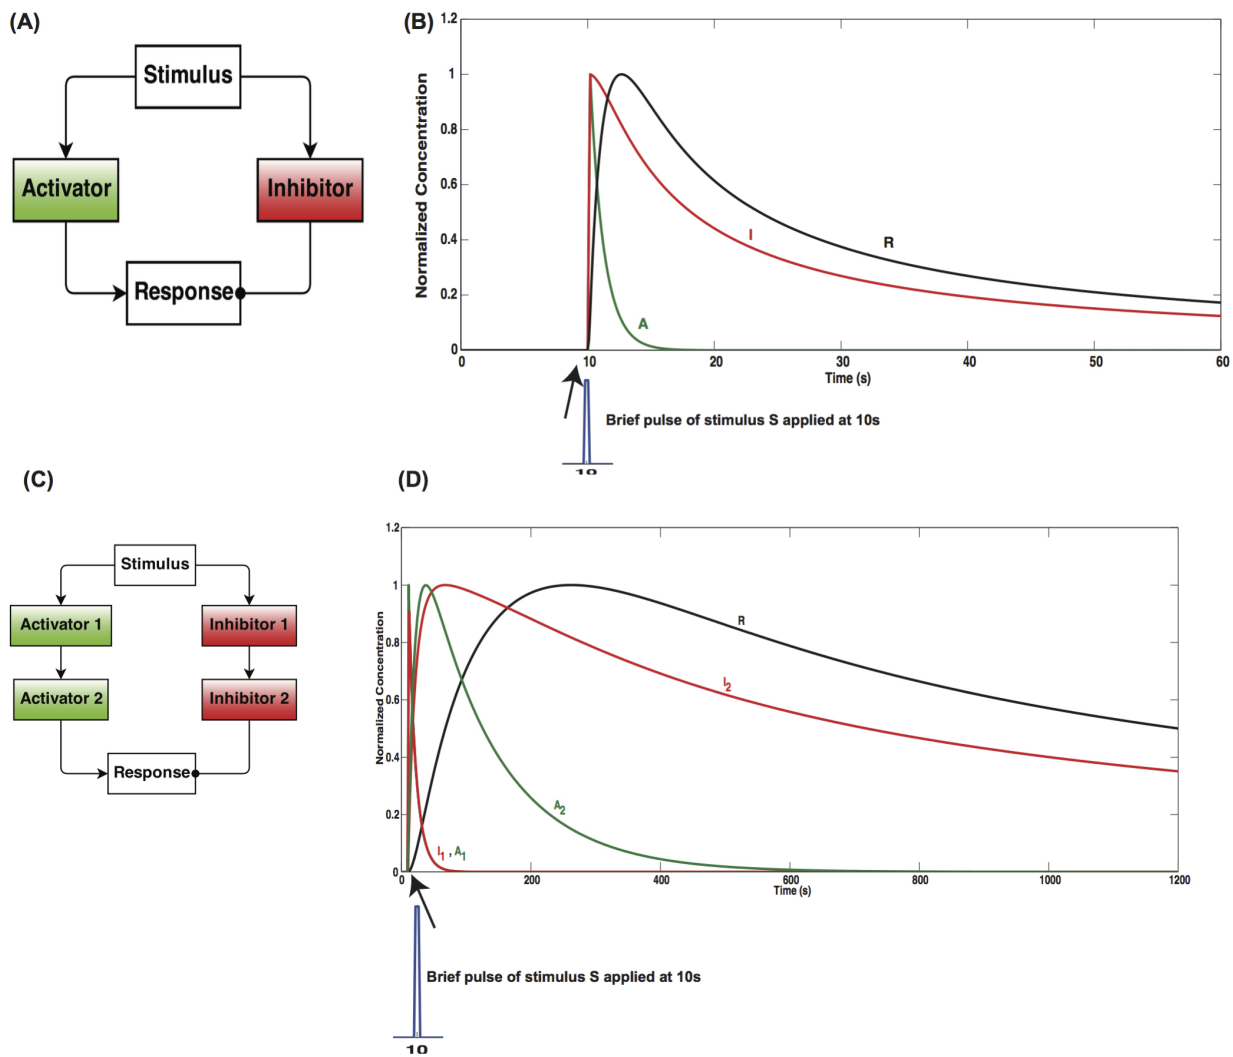 (A)
Stimulus
Activator
Inhibitor
Response
(B)
Normalized Concentration
1.2
1
0.8
0.6
0.4
0.2
0
I
R
A
0 10 20 30 40 50 60
Time (s)
Brief pulse of stimulus S applied at 10s
10
(C)
Stimulus
Activator 1
Inhibitor 1
Activator 2
Inhibitor 2
Response
(D)
Normalized Concentration
1.2
1
0.8
0.6
0.4
0.2
0
R
I2
A2
I1 , A1
0 200 400 600 800 1000 1200
Time (s)
Brief pulse of stimulus S applied at 10s
10